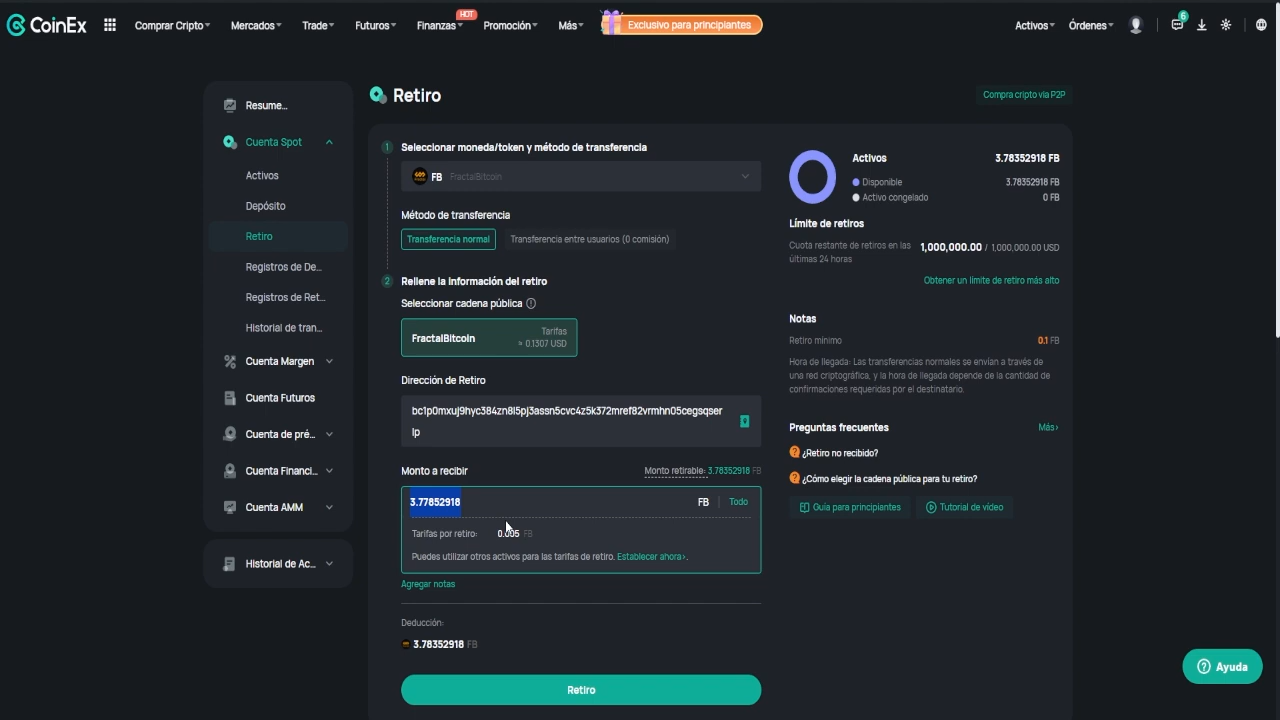 CoinEx
Comprar Cripto
Mercados
Trade
Futuros
Finanzas
HOT
Promoción
Más
Exclusivo para principiantes
Activos
Órdenes
6
Resume...
Cuenta Spot
Activos
Depósito
Retiro
Registros de De...
Registros de Ret...
Historial de tran...
Cuenta Margen
Cuenta Futuros
Cuenta de pré...
Cuenta Financi...
Cuenta AMM
Historial de Ac...
Retiro
Compra cripto vía P2P
1
Seleccionar moneda/token y método de transferencia
FB FractalBitcoin
Método de transferencia
Transferencia normal
Transferencia entre usuarios (0 comisión)
2
Rellene la información del retiro
Seleccionar cadena pública
FractalBitcoin
Tarifas
≈ 0.1307 USD
Dirección de Retiro
bc1p0mxuj9hyc384zn8l5pj3assn5cvc4z5k372mref82vrmhn05cegsqser
lp
Monto a recibir
Monto retirable: 3.78352918 FB
3.77852918
FB
Todo
Tarifas por retiro: 0.005 FB
Puedes utilizar otros activos para las tarifas de retiro. Establecer ahora>.
Agregar notas
Deducción:
3.78352918 FB
Retiro
Activos
3.78352918 FB
Disponible
3.78352918 FB
Activo congelado
0 FB
Límite de retiros
Cuota restante de retiros en las
últimas 24 horas
1,000,000.00 / 1,000,000.00 USD
Obtener un límite de retiro más alto
Notas
Retiro mínimo
0.1 FB
Hora de llegada: Las transferencias normales se envían a través de
una red criptográfica, y la hora de llegada depende de la cantidad de
confirmaciones requeridas por el destinatario.
Preguntas frecuentes
Más>
¿Retiro no recibido?
¿Cómo elegir la cadena pública para tu retiro?
Guía para principiantes
Tutorial de vídeo
Ayuda